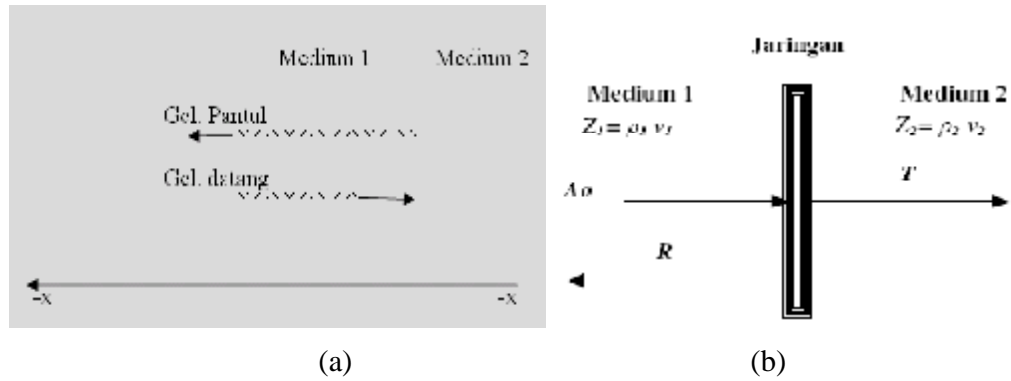 Medium 1 Medium 2
Gel. Pantul
Gel. datang
-x -x
(a)
Jaringan
Medium 1 Medium 2
Z₁= ρ₁ v₁ Z₂= ρ₂ v₂
Ao T
R
(b)